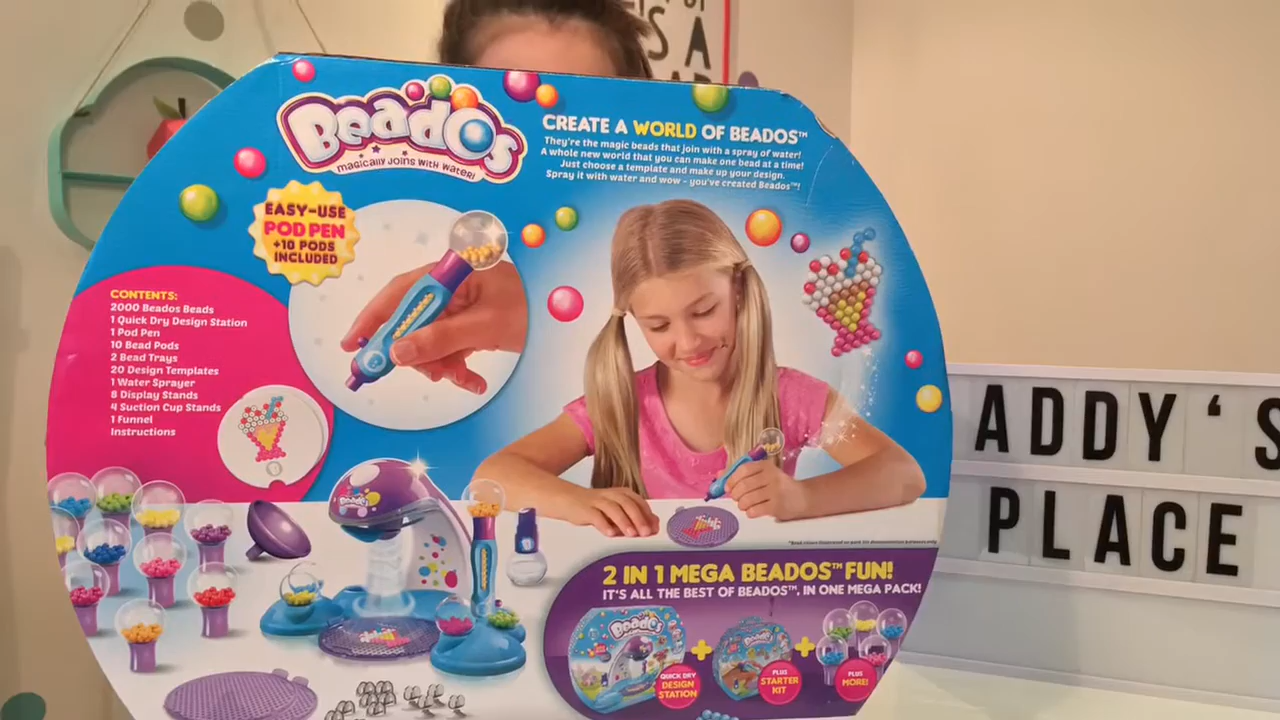 S A
Beados
MAGICALLY JOINS WITH WATER!
CREATE A WORLD OF BEADOS™
They're the magic beads that join with a spray of water!
A whole new world that you can make one bead at a time!
Just choose a template and make up your design.
Spray it with water and wow - you've created Beados™!
EASY-USE
POD PEN
+10 PODS
INCLUDED
CONTENTS:
2000 Beados Beads
1 Quick Dry Design Station
1 Pod Pen
10 Bead Pods
2 Bead Trays
20 Design Templates
1 Water Sprayer
8 Display Stands
4 Suction Cup Stands
1 Funnel
Instructions
Beados
2 IN 1 MEGA BEADOS™ FUN!
IT'S ALL THE BEST OF BEADOS™, IN ONE MEGA PACK!
Beados
QUICK DRY
DESIGN
STATION
+
Beados
PLUS
STARTER
KIT
+
PLUS
MORE!
ADDY'S
PLACE